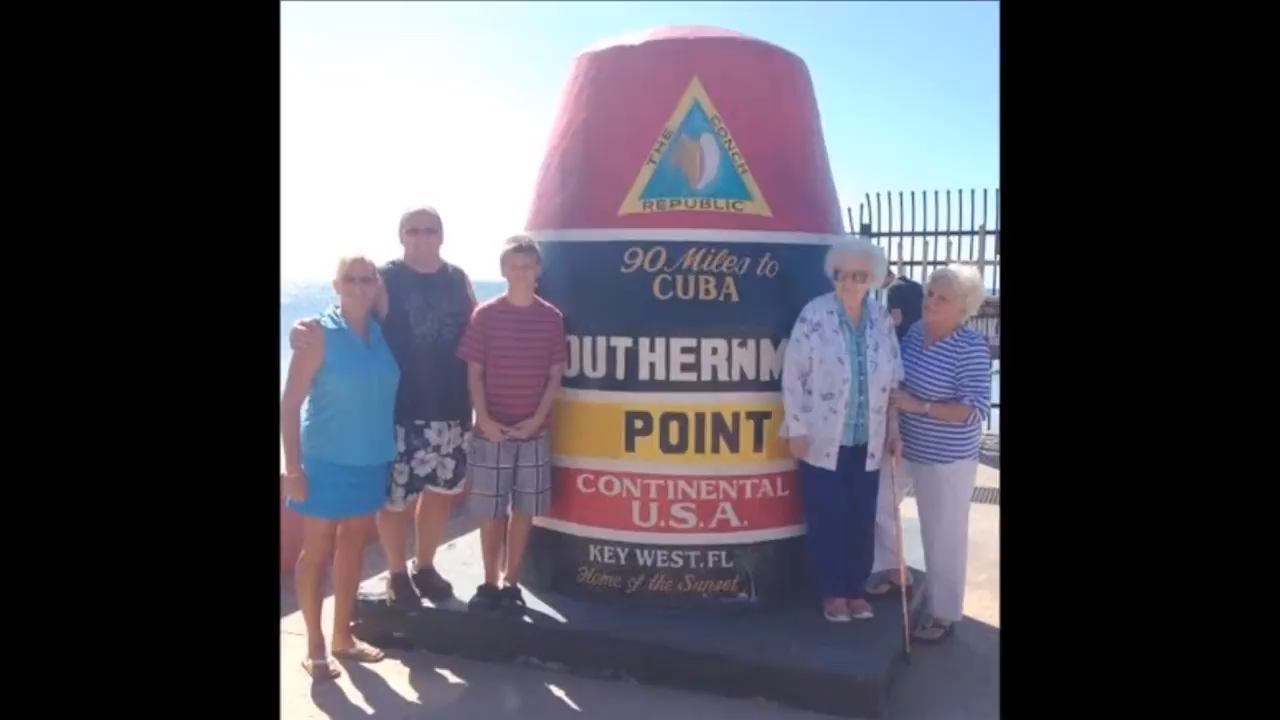 THE CONCH
REPUBLIC
90 Miles to
CUBA
OUTHERNM
POINT
CONTINENTAL
U.S.A.
KEY WEST, FL
Home of the Sunset